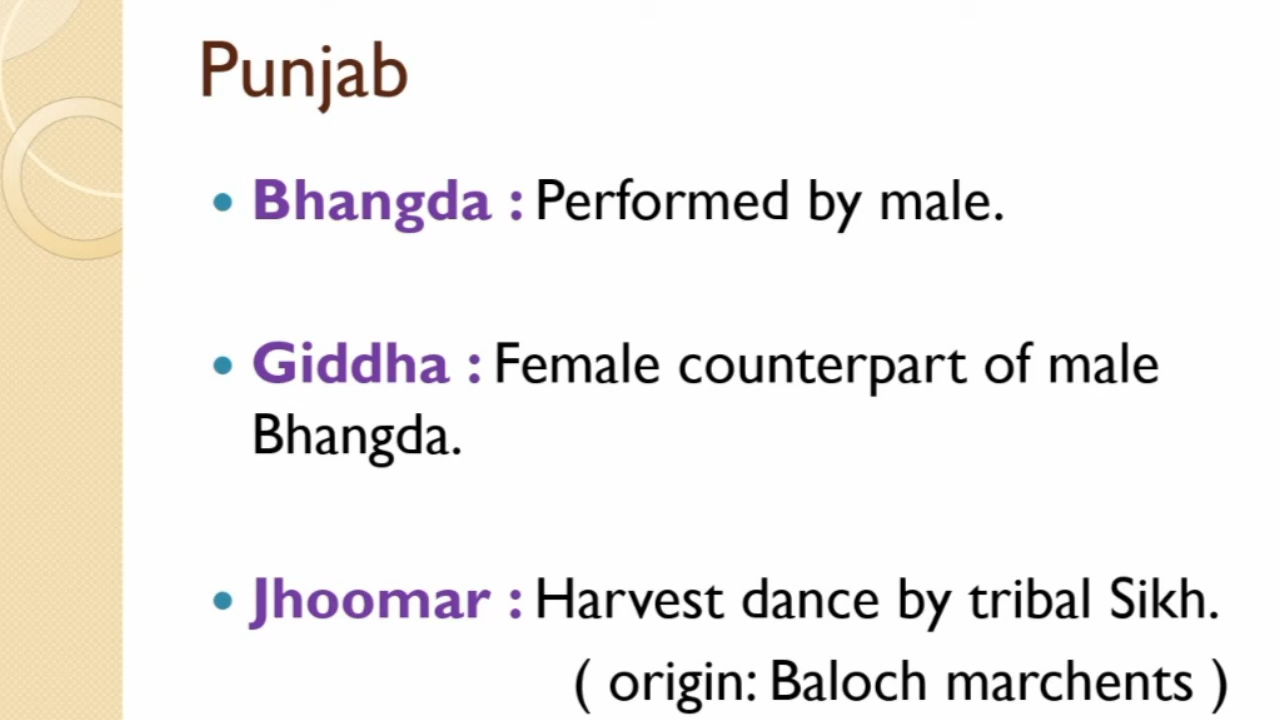 Punjab
• Bhangda : Performed by male.
• Giddha : Female counterpart of male
Bhangda.
• Jhoomar : Harvest dance by tribal Sikh.
( origin: Baloch marchents )